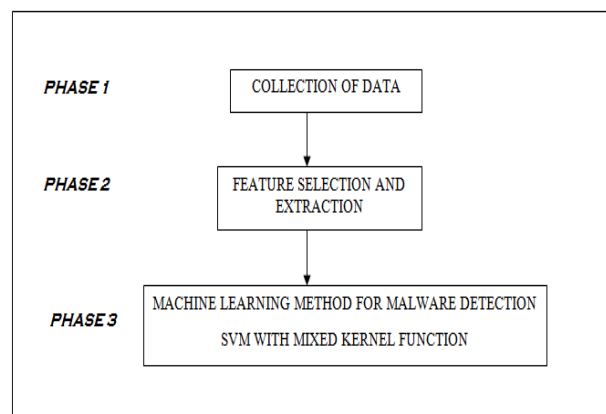 PHASE 1
COLLECTION OF DATA
PHASE 2
FEATURE SELECTION AND
EXTRACTION
PHASE 3
MACHINE LEARNING METHOD FOR MALWARE DETECTION
SVM WITH MIXED KERNEL FUNCTION